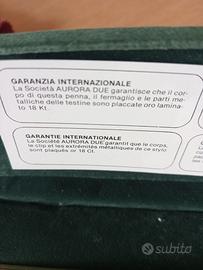 GARANZIA INTERNAZIONALE
La Società AURORA DUE garantisce che il cor-
po di questa penna, il fermaglio e le parti me-
talliche delle testine sono placcate oro lamina-
to 18 Kt.
GARANTIE INTERNATIONALE
La Société AURORA DUE garantit que le corps,
le clip et les extrémités métalliques de ce stylo
sont plaqués or 18 Ct.
subito